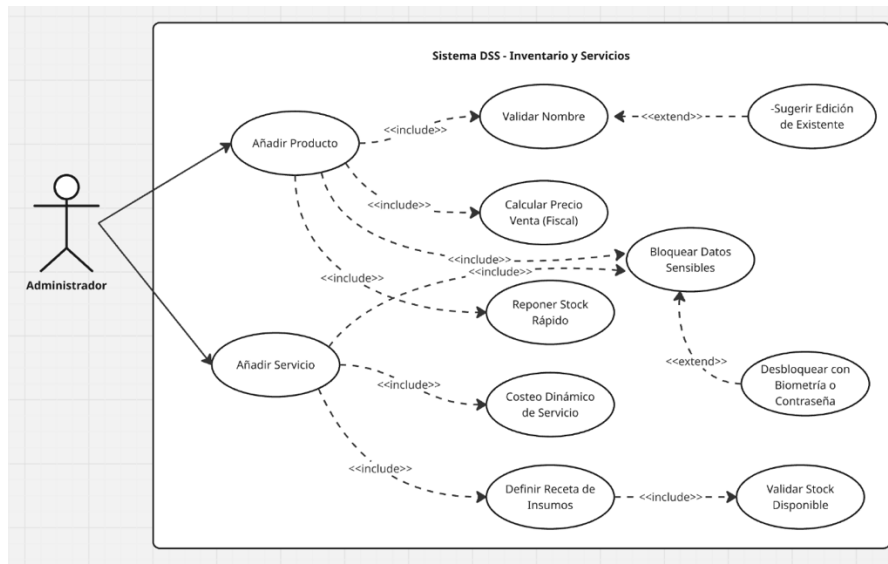 Sistema DSS - Inventario y Servicios
Añadir Producto
<<include>>
Validar Nombre
<<extend>>
-Sugerir Edición
de Existente
<<include>>
Calcular Precio
Venta (Fiscal)
<<include>>
<<include>>
Bloquear Datos
Sensibles
<<include>>
Reponer Stock
Rápido
Administrador
Añadir Servicio
<<extend>>
Desbloquear con
Biometría o
Contraseña
<<include>>
Costeo Dinámico
de Servicio
<<include>>
Definir Receta de
Insumos
<<include>>
Validar Stock
Disponible